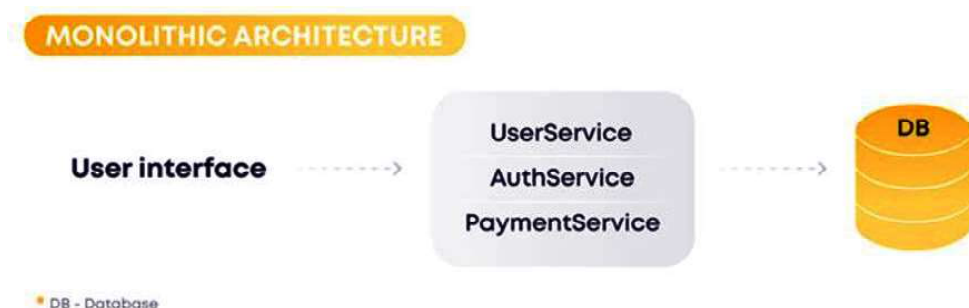 MONOLITHIC ARCHITECTURE
User interface
UserService
AuthService
PaymentService
DB
* DB - Database